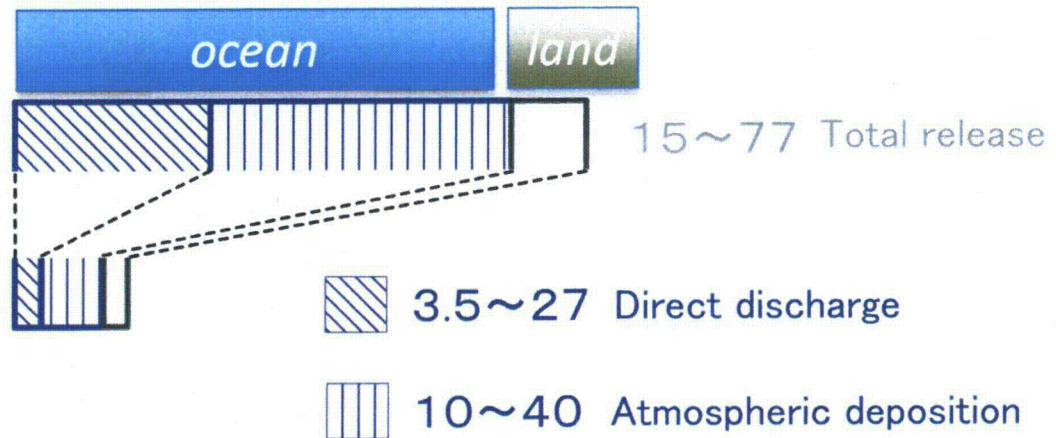 ocean land
15～77 Total release
3.5～27 Direct discharge
10～40 Atmospheric deposition